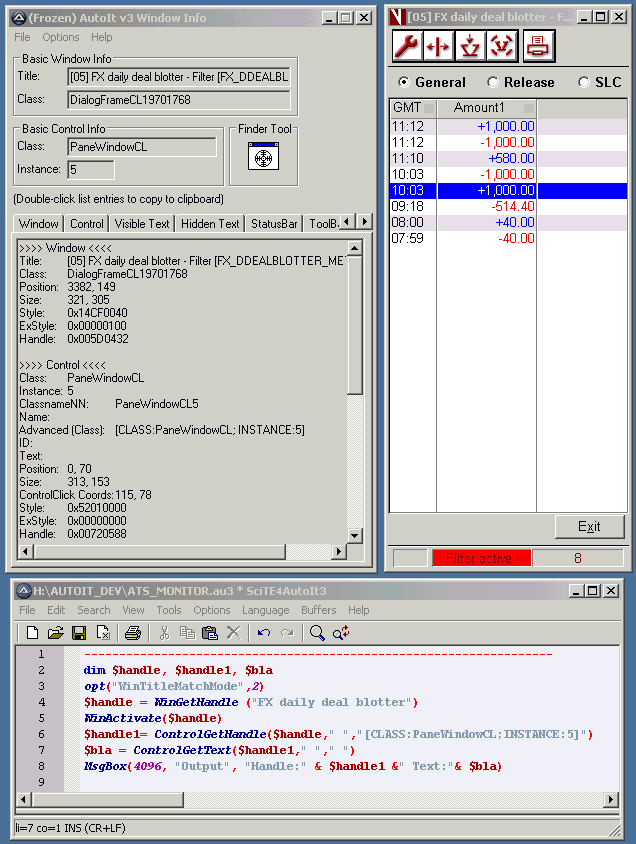 (Frozen) AutoIt v3 Window Info
File Options Help
Basic Window Info
Title: [05] FX daily deal blotter - Filter [FX_DDEALBL
Class: DialogFrameCL19701768
Basic Control Info
Class: PaneWindowCL
Instance: 5
Finder Tool
(Double-click list entries to copy to clipboard)
Window Control Visible Text Hidden Text StatusBar ToolB
>>>> Window <<<<
Title: [05] FX daily deal blotter - Filter [FX_DDEALBLOTTER_ME
Class: DialogFrameCL19701768
Position: 3382, 149
Size: 321, 305
Style: 0x14CF0040
ExStyle: 0x00000100
Handle: 0x005D0432
>>>> Control <<<<
Class: PaneWindowCL
Instance: 5
ClassnameNN: PaneWindowCL5
Name:
Advanced (Class): [CLASS:PaneWindowCL; INSTANCE:5]
ID:
Text:
Position: 0, 70
Size: 313, 153
ControlClick Coords: 115, 78
Style: 0x52010000
ExStyle: 0x00000000
Handle: 0x00720588
[05] FX daily deal blotter - F...
General Release SLC
GMT Amount1
11:12 +1,000.00
11:12 -1,000.00
11:10 +580.00
10:03 -1,000.00
10:03 +1,000.00
09:18 -514.40
08:00 +40.00
07:59 -40.00
Exit
Filter active ! 8
H:\AUTOIT_DEV\ATS_MONITOR.au3 * SciTE4AutoIt3
File Edit Search View Tools Options Language Buffers Help
1 -------------------------------------------------------------------
2 dim $handle, $handle1, $bla
3 opt("WinTitleMatchMode",2)
4 $handle = WinGetHandle ("FX daily deal blotter")
5 WinActivate($handle)
6 $handle1= ControlGetHandle($handle," ","[CLASS:PaneWindowCL;INSTANCE:5]")
7 $bla = ControlGetText($handle1," "," ")
8 MsgBox(4096, "Output", "Handle:" & $handle1 &" Text:"& $bla)
9
li=7 co=1 INS (CR+LF)